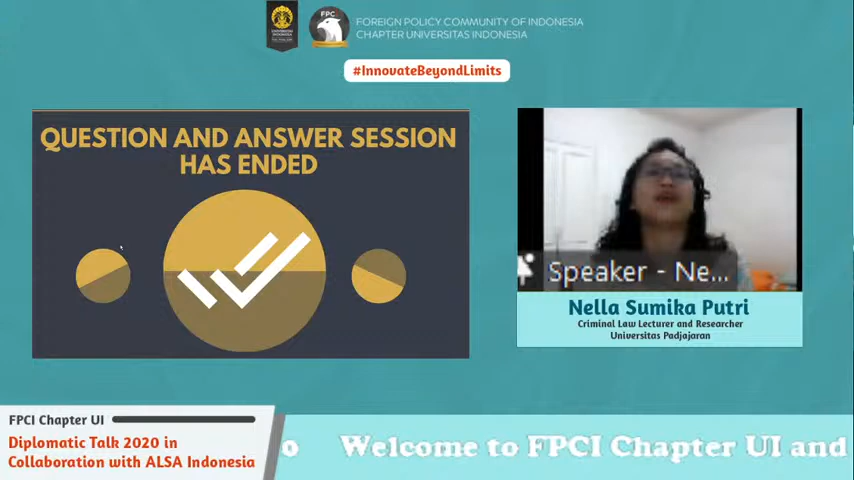 FPC
FOREIGN POLICY COMMUNITY OF INDONESIA
CHAPTER UNIVERSITAS INDONESIA
#InnovateBeyondLimits
QUESTION AND ANSWER SESSION
HAS ENDED
Speaker - Ne...
Nella Sumika Putri
Criminal Law Lecturer and Researcher
Universitas Padjajaran
FPCI Chapter UI
Diplomatic Talk 2020 in
Collaboration with ALSA Indonesia
o Welcome to FPCI Chapter UI and